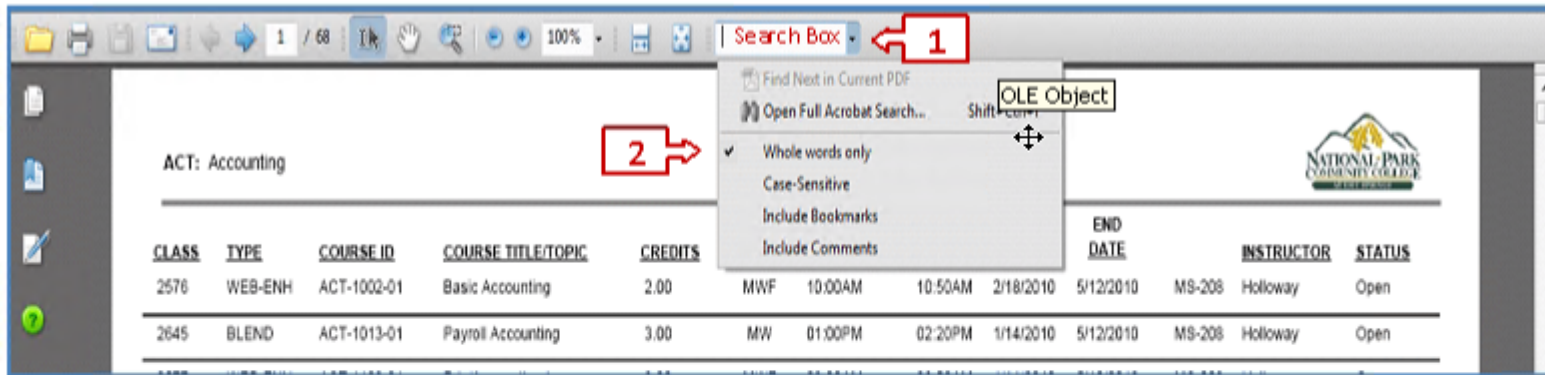 1 / 68 100% Search Box 1
Find Next in Current PDF
OLE Object
Open Full Acrobat Search... Shift+Ctrl+F
2 Whole words only
ACT: Accounting
NATIONAL PARK
COMMUNITY COLLEGE
Case-Sensitive
Include Bookmarks
Include Comments
CLASS TYPE COURSE ID COURSE TITLE/TOPIC CREDITS END DATE INSTRUCTOR STATUS
2576 WEB-ENH ACT-1002-01 Basic Accounting 2.00 MWF 10:00AM 10:50AM 2/18/2010 5/12/2010 MS-208 Holloway Open
2645 BLEND ACT-1013-01 Payroll Accounting 3.00 MW 01:00PM 02:20PM 1/14/2010 5/12/2010 MS-208 Holloway Open